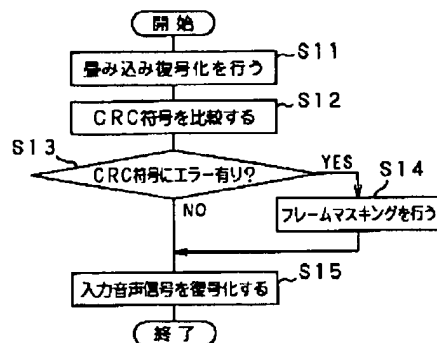 開始
畳み込み復号化を行う
S11
CRC符号を比較する
S12
S13
CRC符号にエラー有り?
YES
S14
NO
フレームマスキングを行う
入力音声信号を復号化する
S15
終了